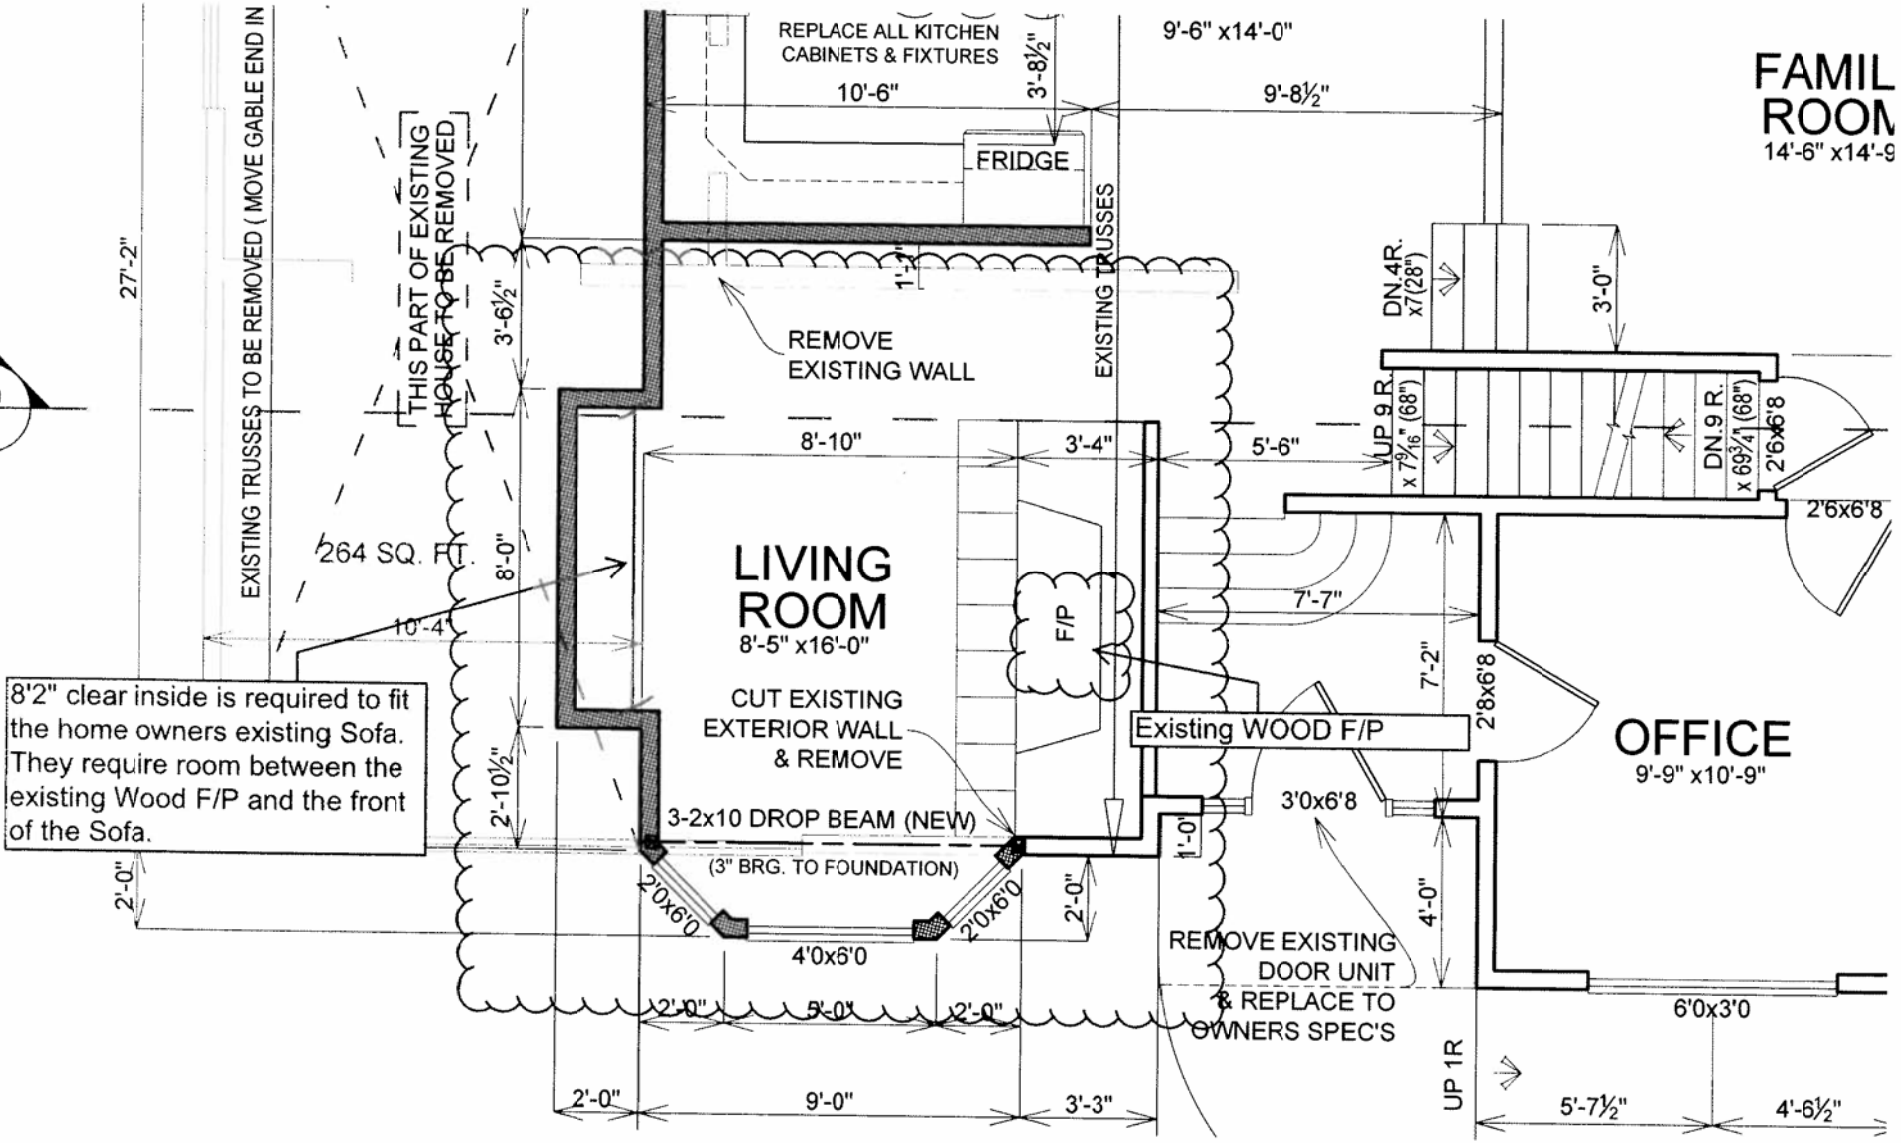 REPLACE ALL KITCHEN
CABINETS & FIXTURES
3'-8½"
9'-6" x14'-0"
10'-6"
9'-8½"
FRIDGE
FAMIL
ROOM
14'-6" x14'-9
EXISTING TRUSSES TO BE REMOVED ( MOVE GABLE END IN
THIS PART OF EXISTING
HOUSE TO BE REMOVED
27'-2"
3'-6½"
1'-1"
EXISTING TRUSSES
REMOVE
EXISTING WALL
DN.4R.
x7(28")
3'-0"
8'-10"
3'-4"
5'-6"
UP 9 R.
x 7⁹⁄₁₆" (68")
DN.9 R.
x 69¾" (68")
2'6x6'8
2'6x6'8
264 SQ. FT.
8'-0"
10'-4"
LIVING
ROOM
8'-5" x16'-0"
F/P
7'-7"
7'-2"
2'8x6'8
8'2" clear inside is required to fit
the home owners existing Sofa.
They require room between the
existing Wood F/P and the front
of the Sofa.
CUT EXISTING
EXTERIOR WALL
& REMOVE
Existing WOOD F/P
OFFICE
9'-9" x10'-9"
2'-10½"
3-2x10 DROP BEAM (NEW)
(3" BRG. TO FOUNDATION)
3'0x6'8
1'-0"
2'-0"
2'0x6'0
2'0x6'0
2'-0"
4'-0"
4'0x6'0
REMOVE EXISTING
DOOR UNIT
& REPLACE TO
OWNERS SPEC'S
2'-0"
5'-0"
2'-0"
6'0x3'0
UP 1R
2'-0"
9'-0"
3'-3"
5'-7½"
4'-6½"